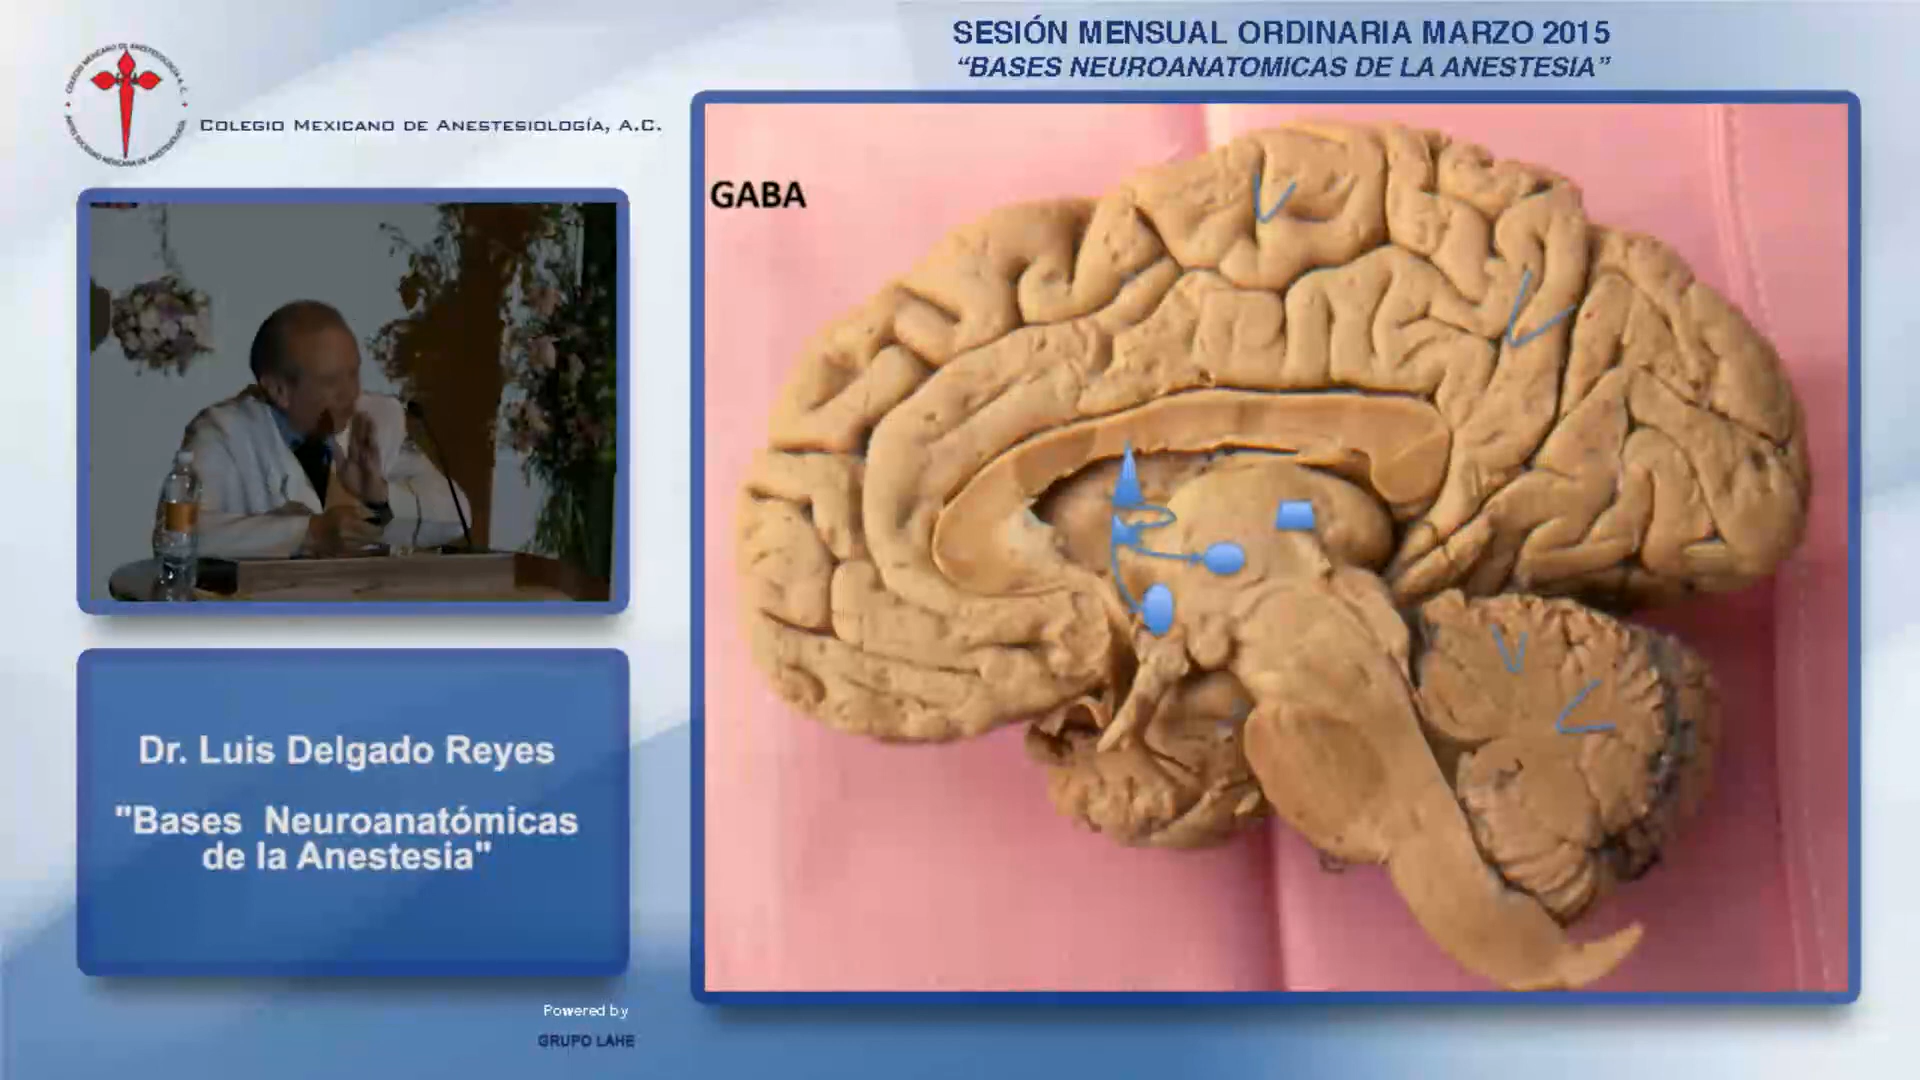 SESIÓN MENSUAL ORDINARIA MARZO 2015
“BASES NEUROANATOMICAS DE LA ANESTESIA”
COLEGIO MEXICANO DE ANESTESIOLOGÍA, A.C.
GABA
Dr. Luis Delgado Reyes
"Bases Neuroanatómicas
de la Anestesia"
Powered by
GRUPO LAHE